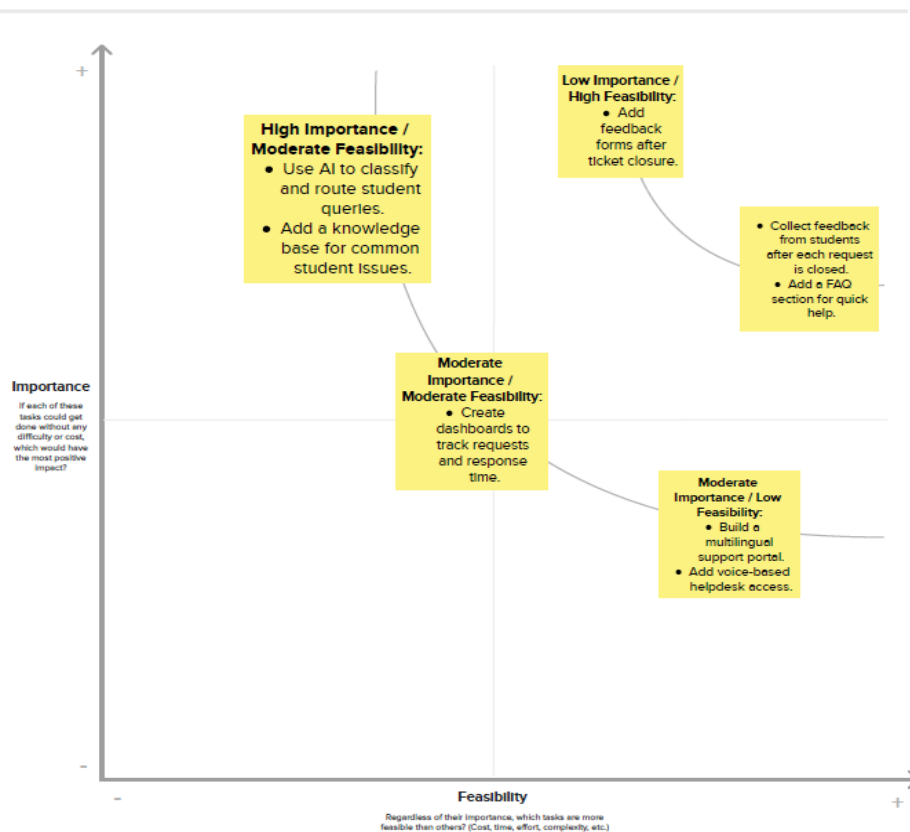 +
Low Importance /
High Feasibility:
• Add
feedback
forms after
ticket closure.
High Importance /
Moderate Feasibility:
• Use AI to classify
and route student
queries.
• Add a knowledge
base for common
student issues.
• Collect feedback
from students
after each request
is closed.
• Add a FAQ
section for quick
help.
Moderate
Importance /
Moderate Feasibility:
• Create
dashboards to
track requests
and response
time.
Importance
If each of these
tasks could get
done without any
difficulty or cost,
which would have
the most positive
impact?
Moderate
Importance / Low
Feasibility:
• Build a
multilingual
support portal.
• Add voice-based
helpdesk access.
-
-
Feasibility
+
Regardless of their importance, which tasks are more
feasible than others? (Cost, time, effort, complexity, etc.)